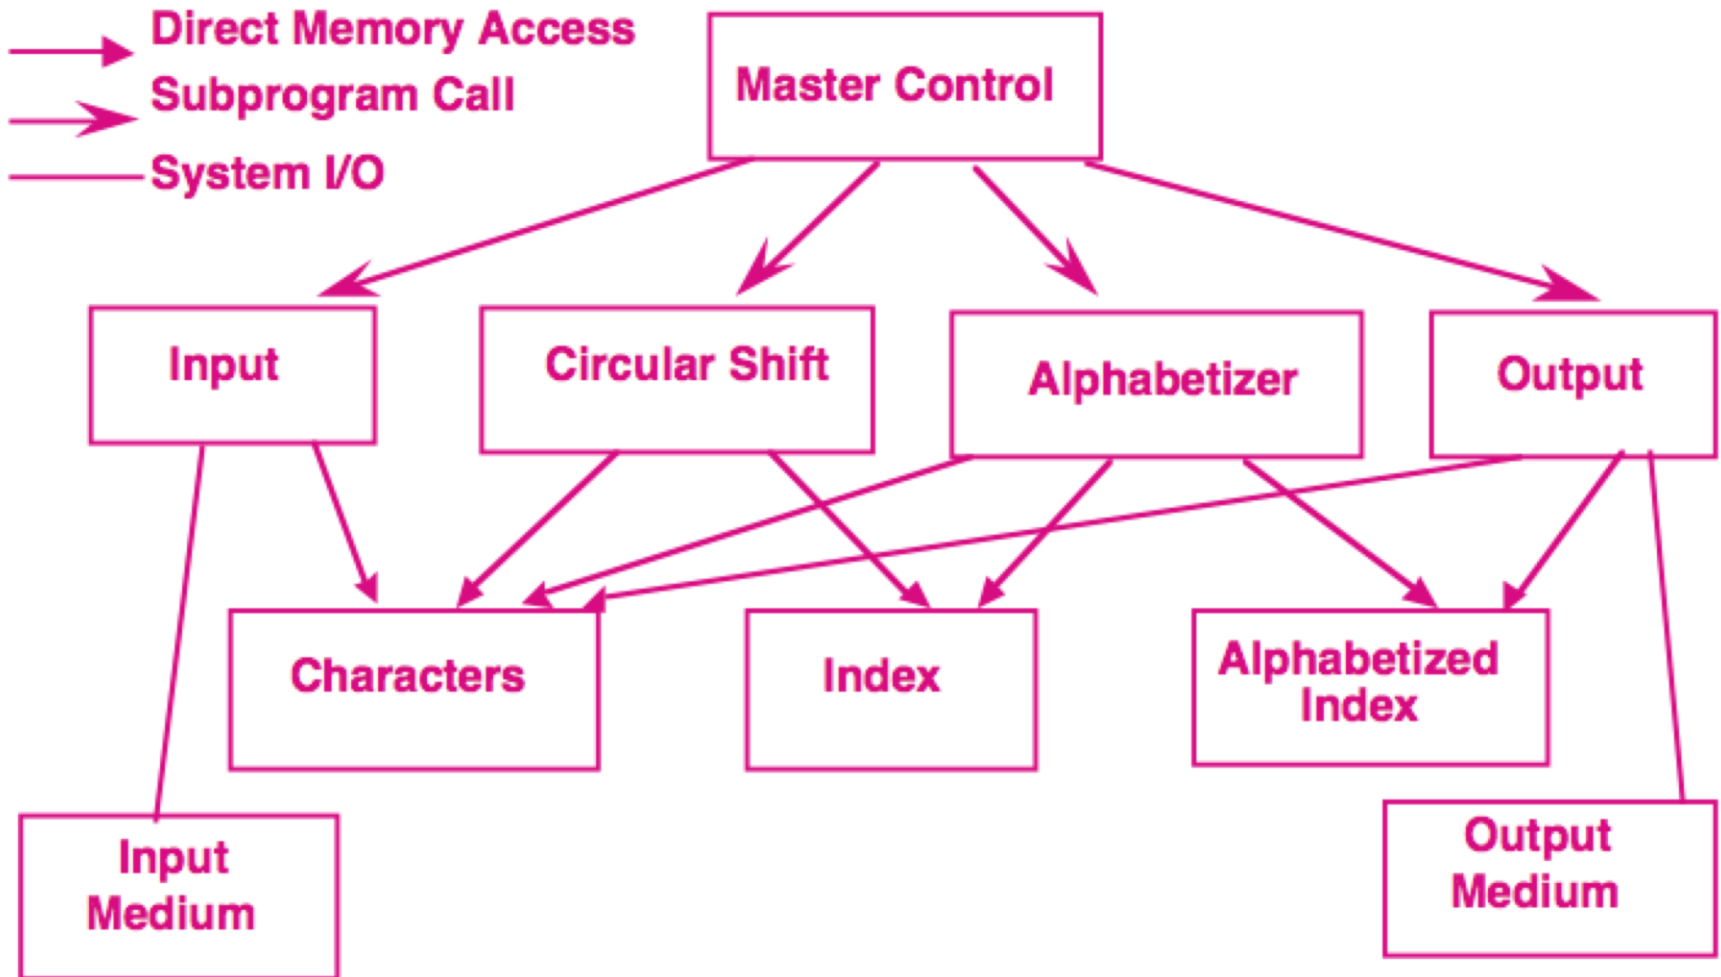 Direct Memory Access
Subprogram Call
System I/O
Master Control
Input
Circular Shift
Alphabetizer
Output
Characters
Index
Alphabetized
Index
Input
Medium
Output
Medium